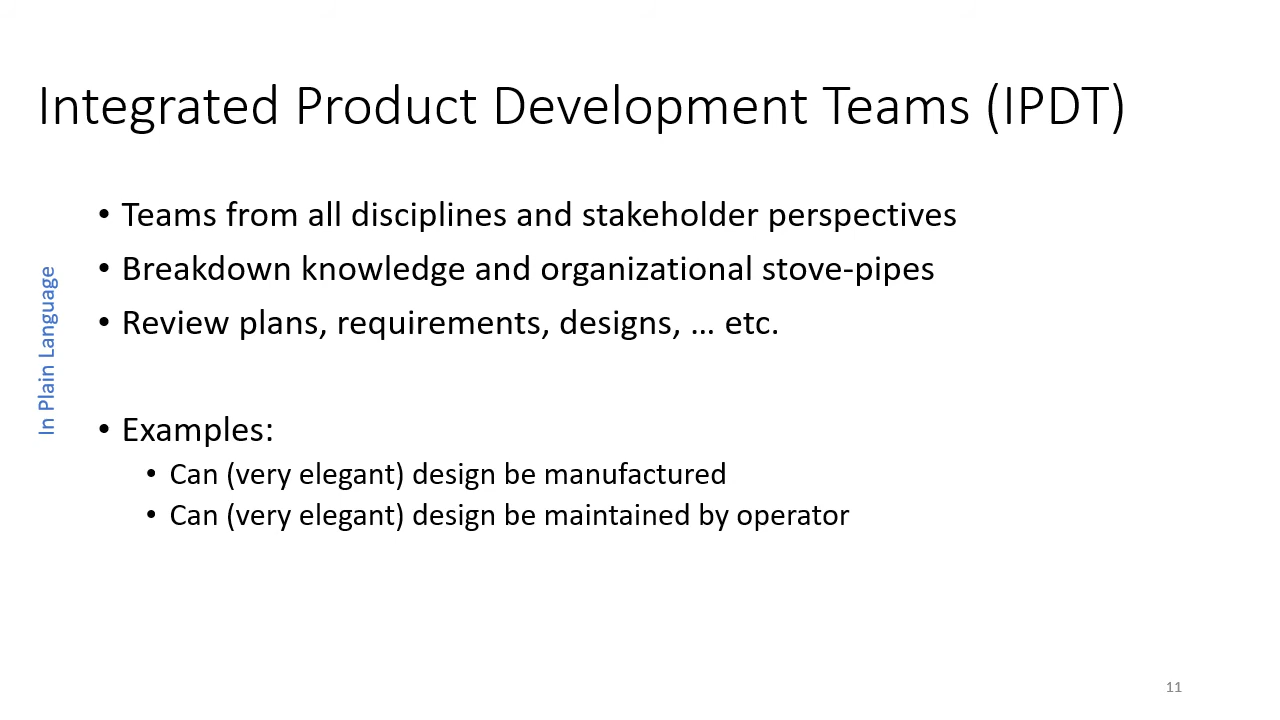 Integrated Product Development Teams (IPDT)
• Teams from all disciplines and stakeholder perspectives
• Breakdown knowledge and organizational stove-pipes
• Review plans, requirements, designs, … etc.
In Plain Language
• Examples:
• Can (very elegant) design be manufactured
• Can (very elegant) design be maintained by operator
11